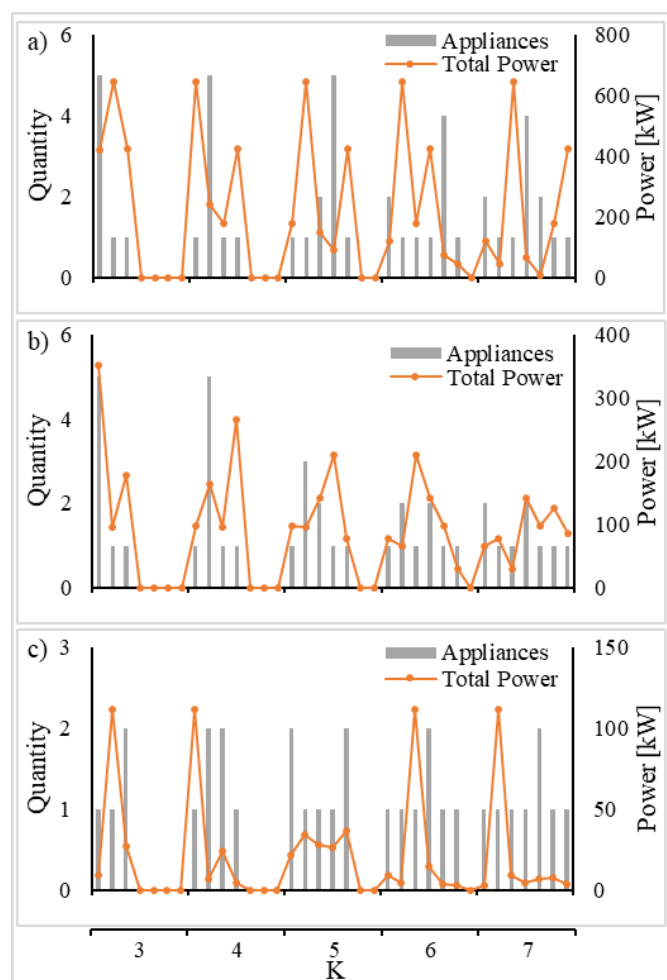 a)
6
4
2
0
Quantity
Appliances
Total Power
800
600
400
200
0
Power [kW]
b)
6
4
2
0
Quantity
Appliances
Total Power
400
300
200
100
0
Power [kW]
c)
3
2
1
0
Quantity
Appliances
Total Power
150
100
50
0
Power [kW]
3 4 5 6 7
K